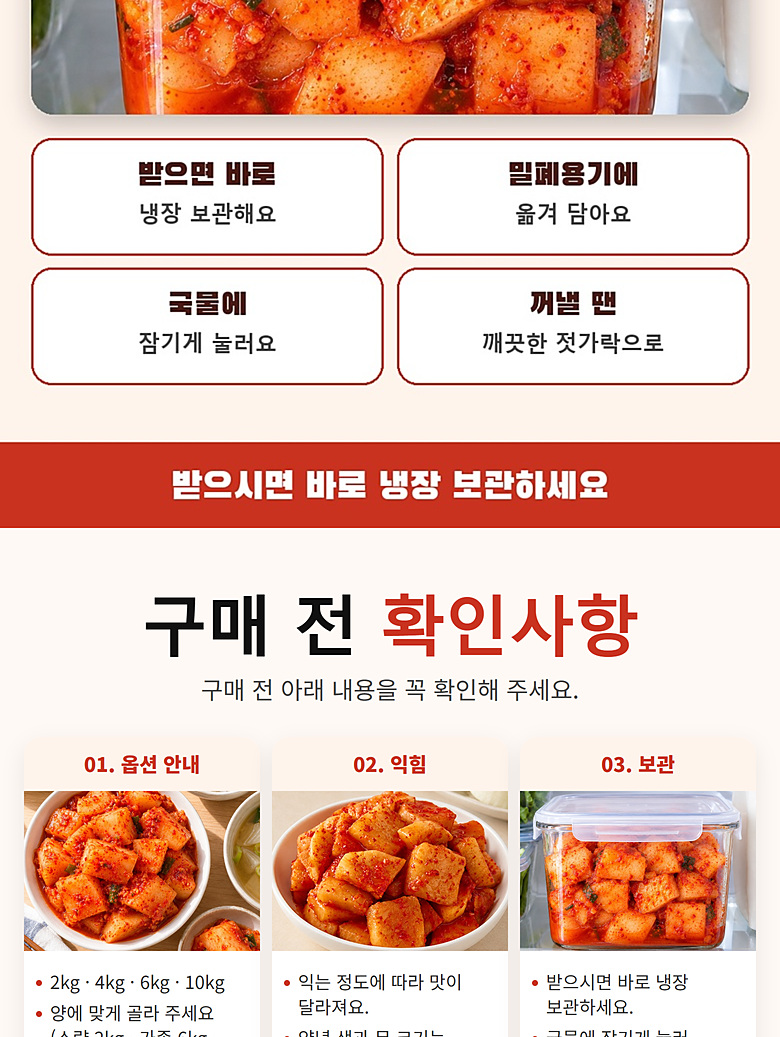 받으면 바로
냉장 보관해요
밀폐용기에
옮겨 담아요
국물에
잠기게 눌러요
꺼낼 땐
깨끗한 젓가락으로
받으시면 바로 냉장 보관하세요
구매 전 확인사항
구매 전 아래 내용을 꼭 확인해 주세요.
01. 옵션 안내
2kg · 4kg · 6kg · 10kg
양에 맞게 골라 주세요
02. 익힘
익는 정도에 따라 맛이
달라져요.
03. 보관
받으시면 바로 냉장
보관하세요.